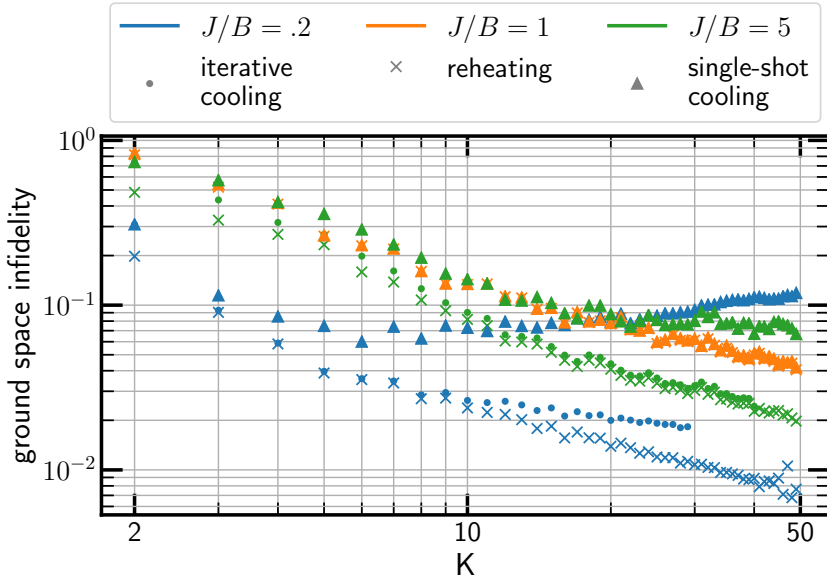 J/B = .2
J/B = 1
J/B = 5
iterative cooling
reheating
single-shot cooling
10^0
10^-1
10^-2
ground space infidelity
2
10
50
K